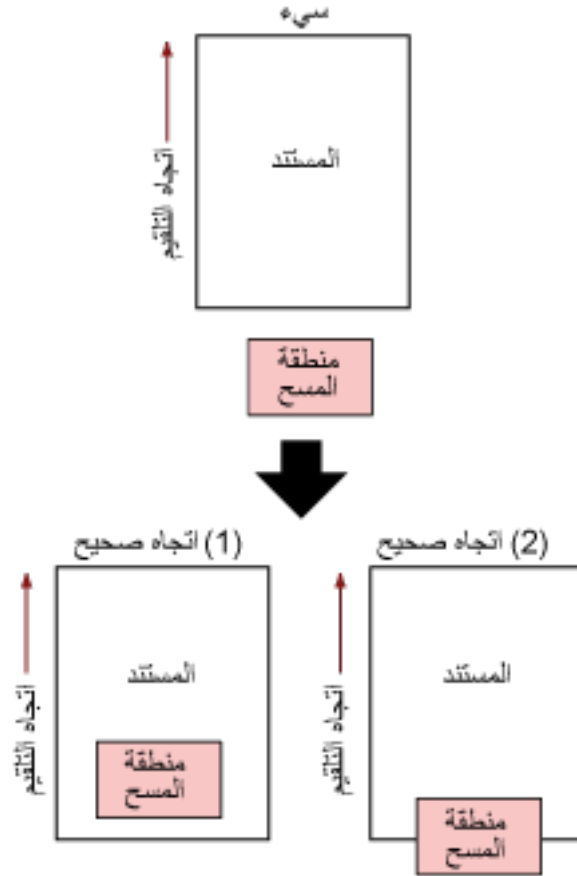 سيء
اتجاه التلقيم
المستند
منطقة
المسح
اتجاه صحيح (1)
اتجاه صحيح (2)
اتجاه التلقيم
المستند
منطقة
المسح
اتجاه التلقيم
المستند
منطقة
المسح